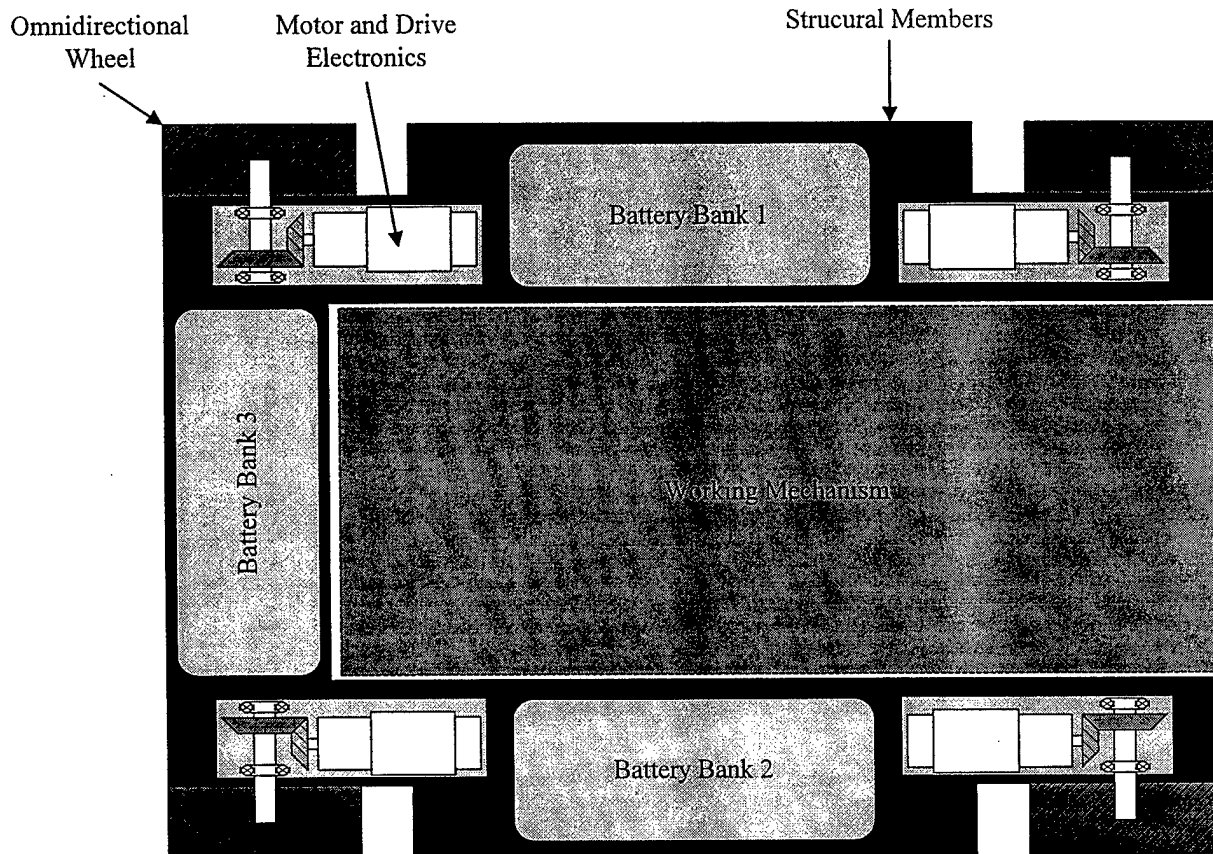 Omnidirectional
Wheel
Motor and Drive
Electronics
Strucural Members
Battery Bank 1
Battery Bank 3
Working Mechanism
Battery Bank 2